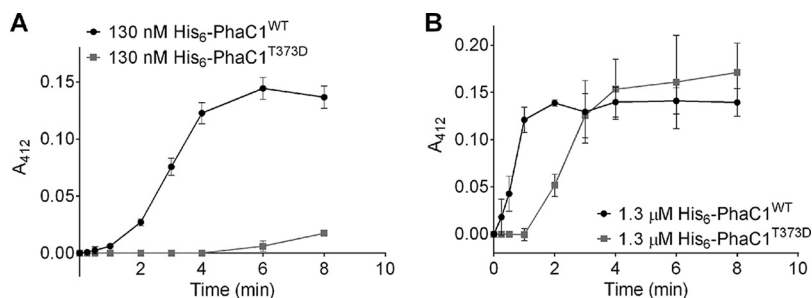 A
130 nM His₆-PhaC1ᵂᵀ
130 nM His₆-PhaC1ᵀ³⁷³ᴰ
A₄₁₂
0.15
0.10
0.05
0.00
0 2 4 6 8 10
Time (min)
B
A₄₁₂
0.20
0.15
0.10
0.05
0.00
1.3 μM His₆-PhaC1ᵂᵀ
1.3 μM His₆-PhaC1ᵀ³⁷³ᴰ
0 2 4 6 8 10
Time (min)